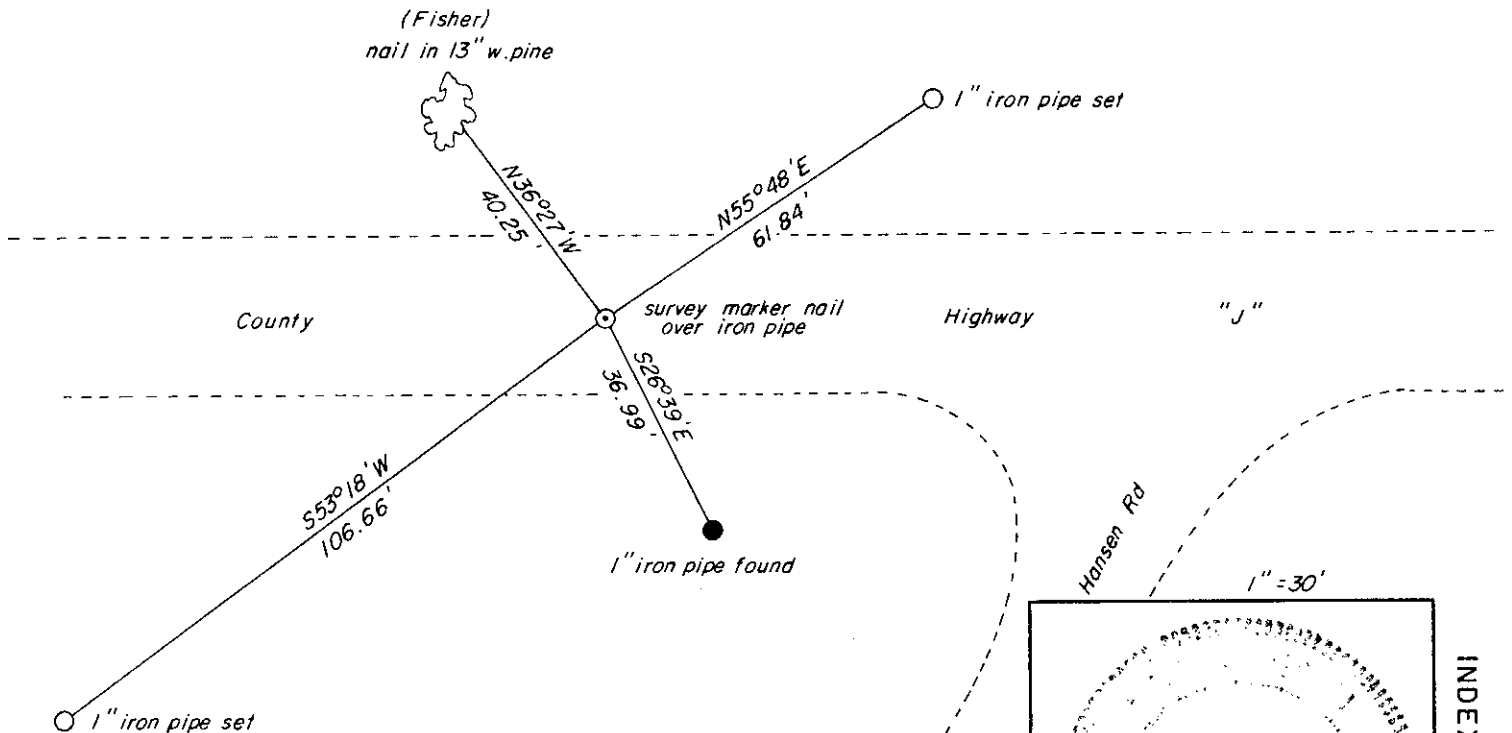 (Fisher)
nail in 13" w.pine
1" iron pipe set
N36°27'W
40.25'
N55°48'E
61.84'
County
survey marker nail
over iron pipe
Highway
"J"
S26°39'E
36.99'
S53°18'W
106.66'
1" iron pipe found
Hansen Rd
1"=30'
1" iron pipe set
INDEX